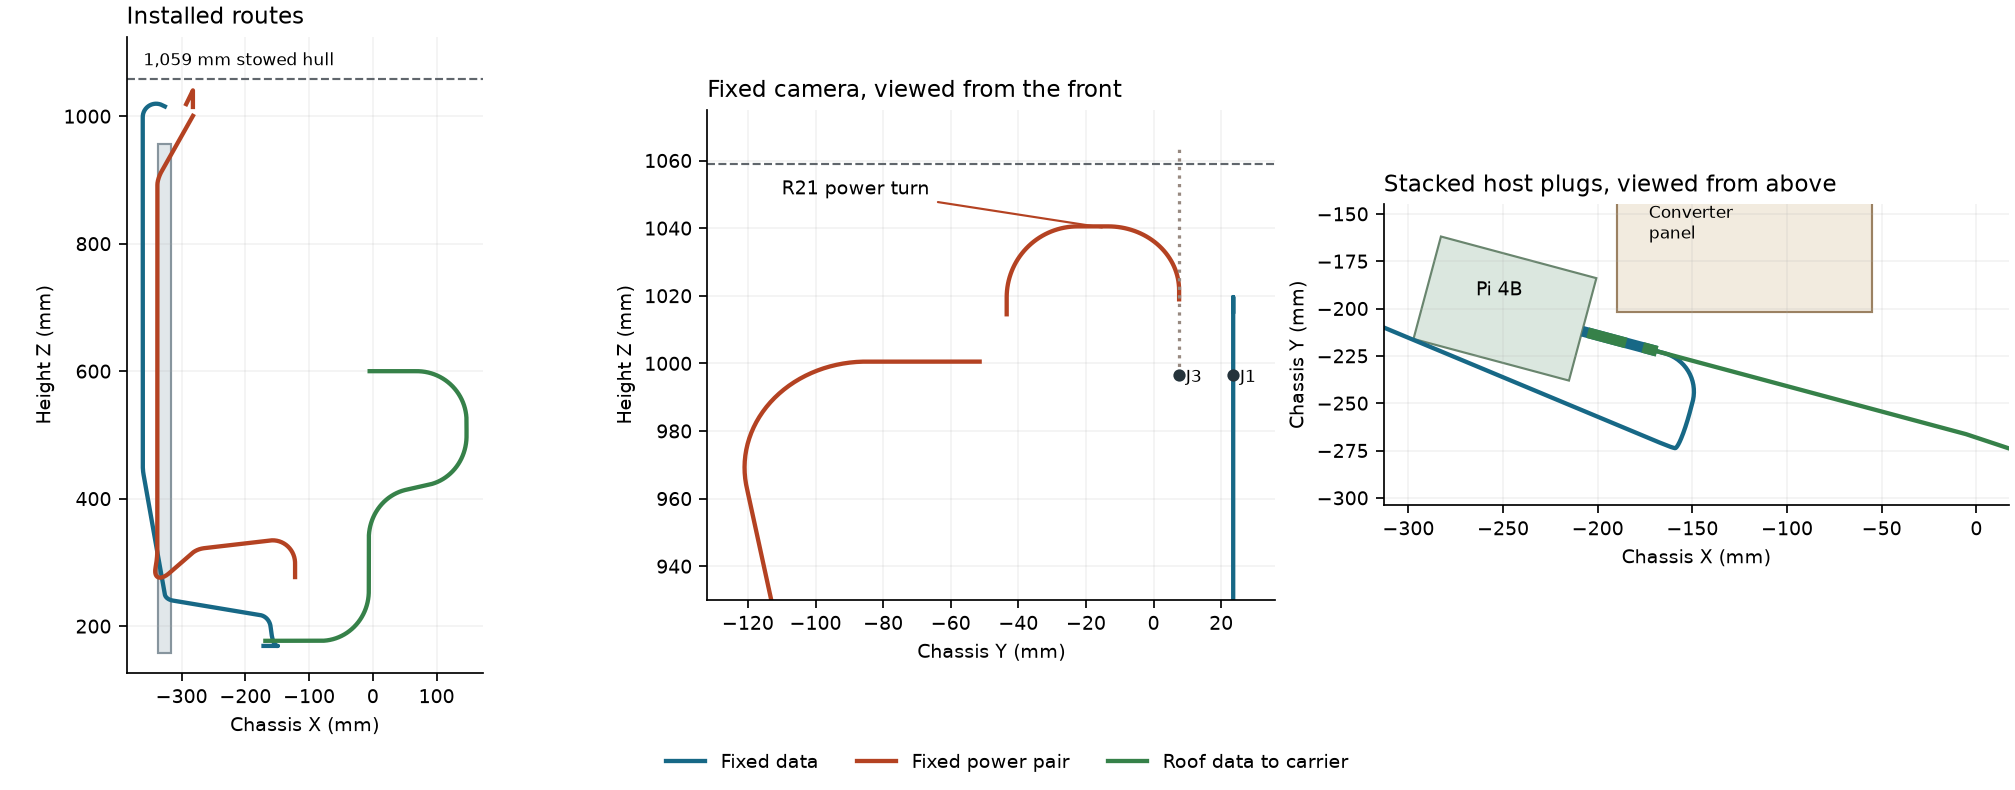 Installed routes
1,059 mm stowed hull
1000
800
600
400
200
Height Z (mm)
−300
−200
−100
0
100
Chassis X (mm)
Fixed camera, viewed from the front
R21 power turn
J3
J1
1060
1040
1020
1000
980
960
940
Height Z (mm)
−120
−100
−80
−60
−40
−20
0
20
Chassis Y (mm)
Stacked host plugs, viewed from above
Converter
panel
Pi 4B
−150
−175
−200
−225
−250
−275
−300
Chassis Y (mm)
−300
−250
−200
−150
−100
−50
0
Chassis X (mm)
Fixed data
Fixed power pair
Roof data to carrier